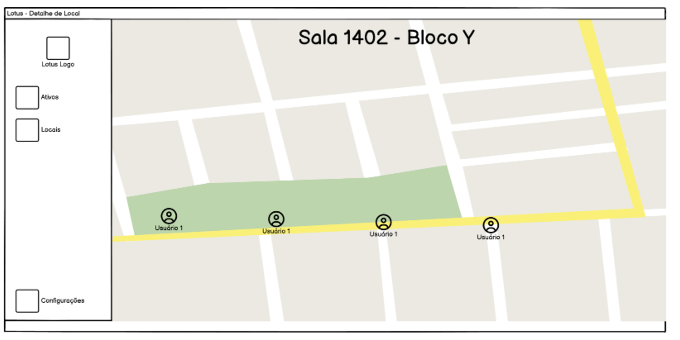 Lotus - Detalhe de Local
Sala 1402 - Bloco Y
Lotus Logo
Ativos
Locais
Usuário 1
Usuário 1
Usuário 1
Usuário 1
Configurações